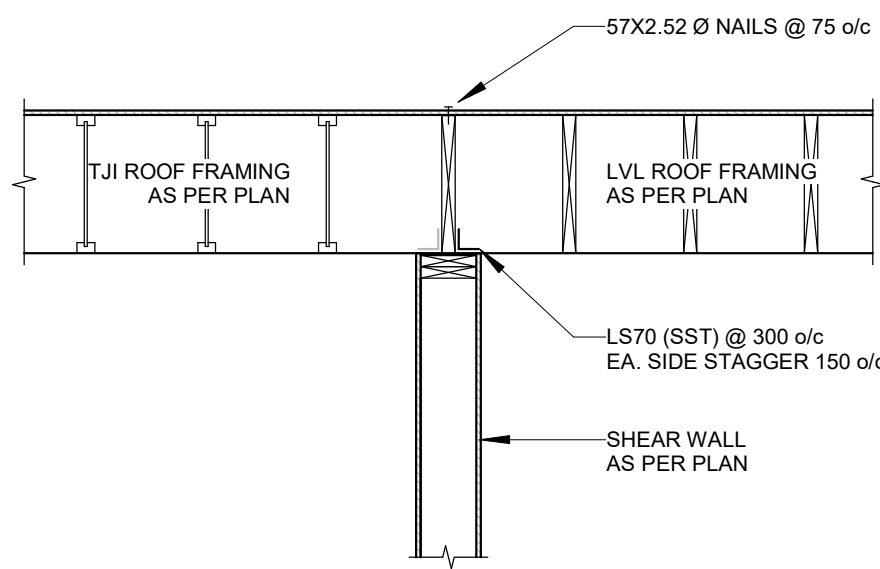 57X2.52 Ø NAILS @ 75 o/c
TJI ROOF FRAMING
AS PER PLAN
LVL ROOF FRAMING
AS PER PLAN
LS70 (SST) @ 300 o/c
EA. SIDE STAGGER 150 o/c
SHEAR WALL
AS PER PLAN